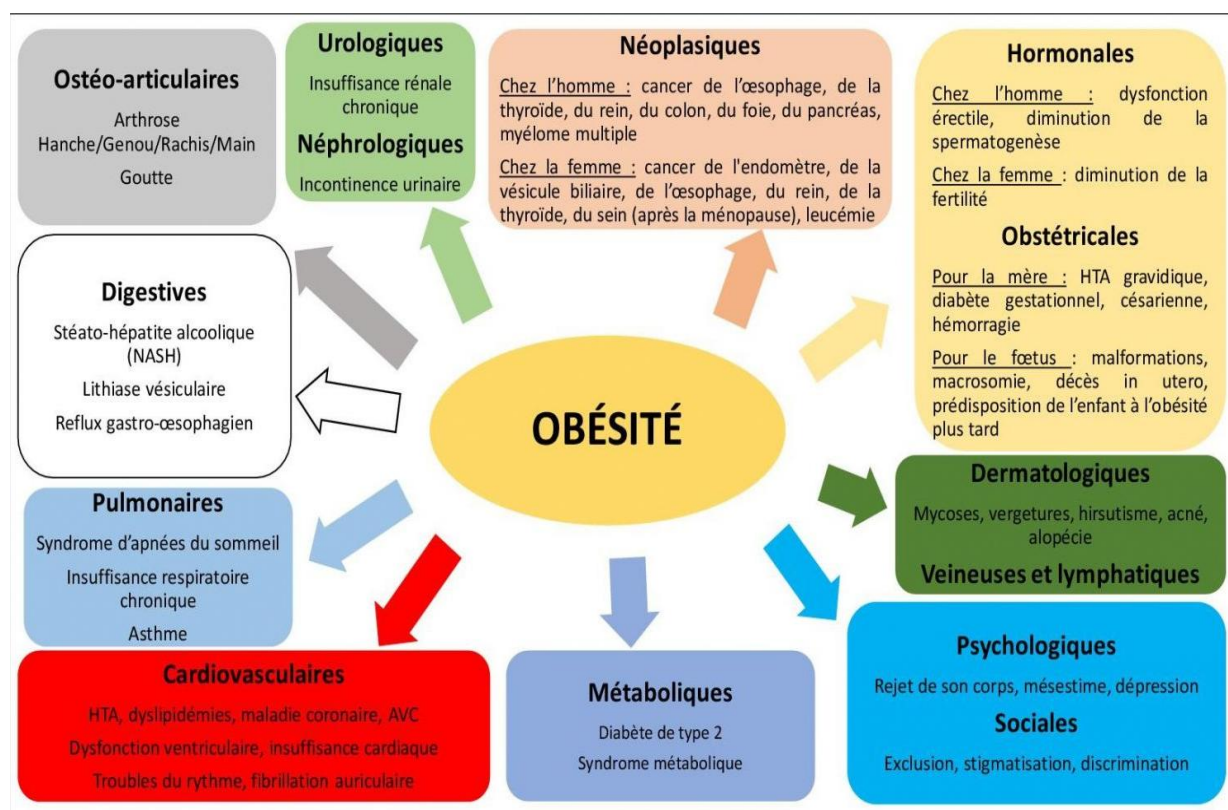 Ostéo-articulaires
Arthrose
Hanche/Genou/Rachis/Main
Goutte
Urologiques
Insuffisance rénale
chronique
Néphrologiques
Incontinence urinaire
Néoplasiques
Chez l'homme : cancer de l'œsophage, de la
thyroïde, du rein, du colon, du foie, du pancréas,
myélome multiple
Chez la femme : cancer de l'endomètre, de la
vésicule biliaire, de l'œsophage, du rein, de la
thyroïde, du sein (après la ménopause), leucémie
Hormonales
Chez l'homme : dysfonction
érectile, diminution de la
spermatogenèse
Chez la femme : diminution de la
fertilité
Obstétricales
Pour la mère : HTA gravidique,
diabète gestationnel, césarienne,
hémorragie
Pour le fœtus : malformations,
macrosomie, décès in utero,
prédisposition de l'enfant à l'obésité
plus tard
Digestives
Stéato-hépatite alcoolique
(NASH)
Lithiase vésiculaire
Reflux gastro-œsophagien
OBÉSITÉ
Dermatologiques
Mycoses, vergetures, hirsutisme, acné,
alopécie
Veineuses et lymphatiques
Pulmonaires
Syndrome d'apnées du sommeil
Insuffisance respiratoire
chronique
Asthme
Cardiovasculaires
HTA, dyslipidémies, maladie coronaire, AVC
Dysfonction ventriculaire, insuffisance cardiaque
Troubles du rythme, fibrillation auriculaire
Métaboliques
Diabète de type 2
Syndrome métabolique
Psychologiques
Rejet de son corps, mésestime, dépression
Sociales
Exclusion, stigmatisation, discrimination